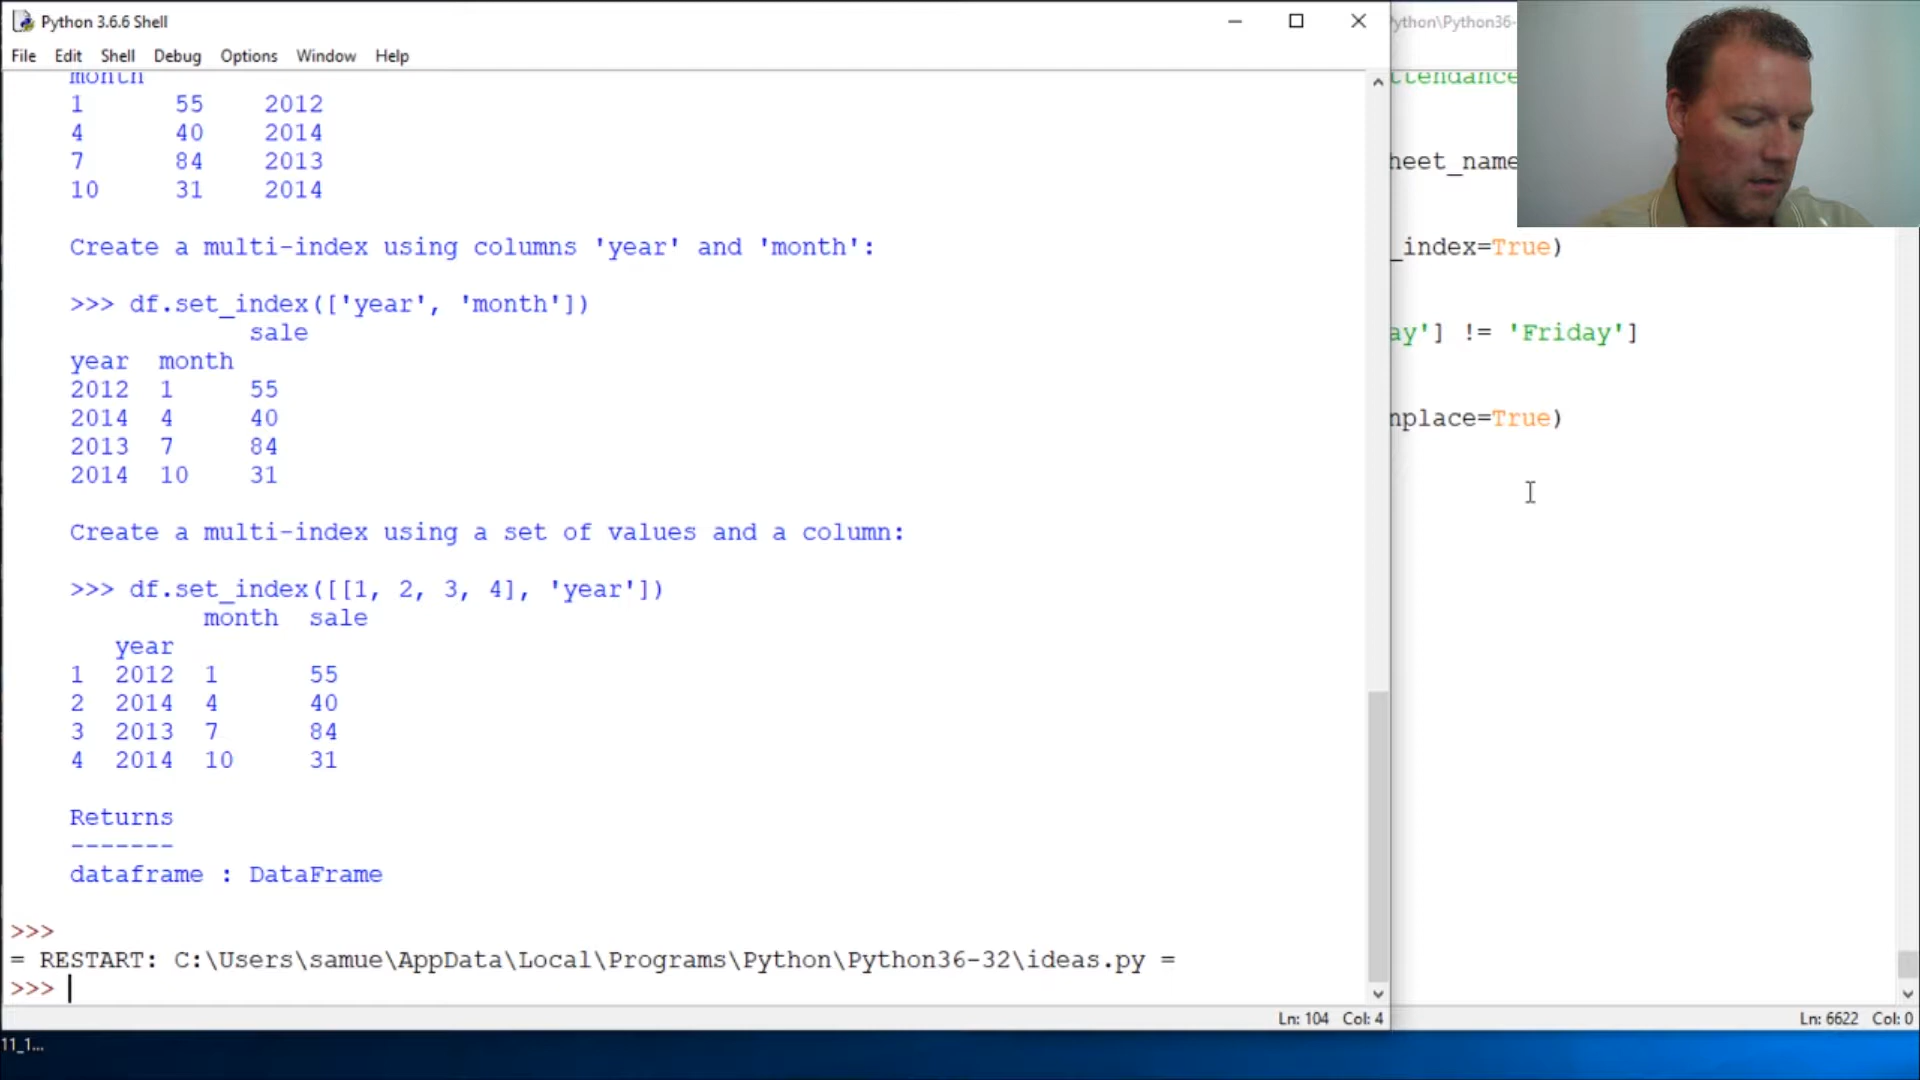 Python 3.6.6 Shell
File Edit Shell Debug Options Window Help
month
1 55 2012
4 40 2014
7 84 2013
10 31 2014
Create a multi-index using columns 'year' and 'month':
>>> df.set_index(['year', 'month'])
sale
year month
2012 1 55
2014 4 40
2013 7 84
2014 10 31
Create a multi-index using a set of values and a column:
>>> df.set_index([[1, 2, 3, 4], 'year'])
month sale
year
1 2012 1 55
2 2014 4 40
3 2013 7 84
4 2014 10 31
Returns
-------
dataframe : DataFrame
>>>
= RESTART: C:\Users\samue\AppData\Local\Programs\Python\Python36-32\ideas.py =
>>>
Ln: 104 Col: 4
ython\Python36-
ttendance
heet_name
_index=True)
ay'] != 'Friday']
nplace=True)
Ln: 6622 Col: 0
11_1...